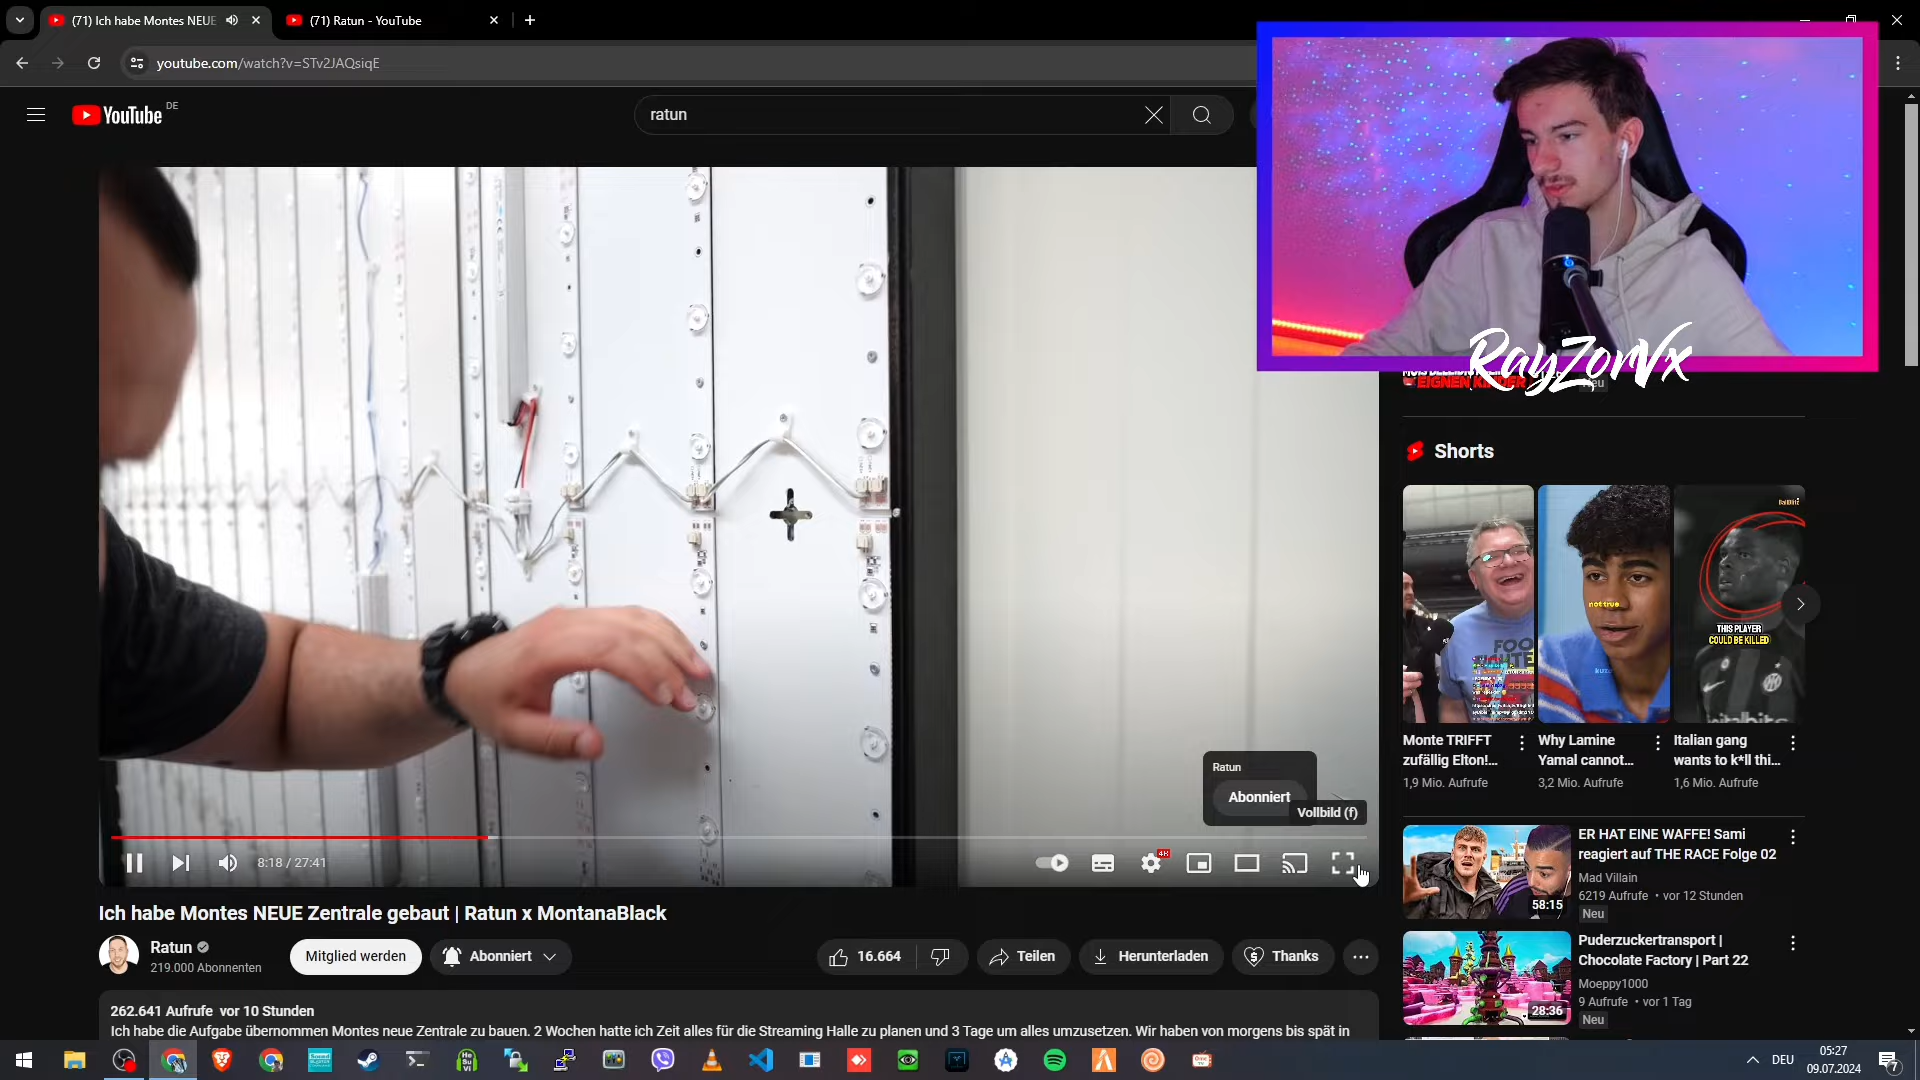 (71) Ich habe Montes NEUE
(71) Ratun - YouTube
youtube.com/watch?v=STv2JAQsiqE
YouTube DE
ratun
RayZorVx
EIGNEN KINDER
Neu
Shorts
not true
THIS PLAYER
COULD BE KILLED
Monte TRIFFT
zufällig Elton!...
1,9 Mio. Aufrufe
Why Lamine
Yamal cannot...
3,2 Mio. Aufrufe
Italian gang
wants to k*ll thi...
1,6 Mio. Aufrufe
Ratun
Abonniert
Vollbild (f)
8:18 / 27:41
4K
Ich habe Montes NEUE Zentrale gebaut | Ratun x MontanaBlack
Ratun
219.000 Abonnenten
Mitglied werden
Abonniert
16.664
Teilen
Herunterladen
Thanks
262.641 Aufrufe vor 10 Stunden
Ich habe die Aufgabe übernommen Montes neue Zentrale zu bauen. 2 Wochen hatte ich Zeit alles für die Streaming Halle zu planen und 3 Tage um alles umzusetzen. Wir haben von morgens bis spät in
ER HAT EINE WAFFE! Sami
reagiert auf THE RACE Folge 02
Mad Villain
6219 Aufrufe • vor 12 Stunden
Neu
58:15
Puderzuckertransport |
Chocolate Factory | Part 22
Moeppy1000
9 Aufrufe • vor 1 Tag
Neu
28:36
DEU
05:27
09.07.2024
7